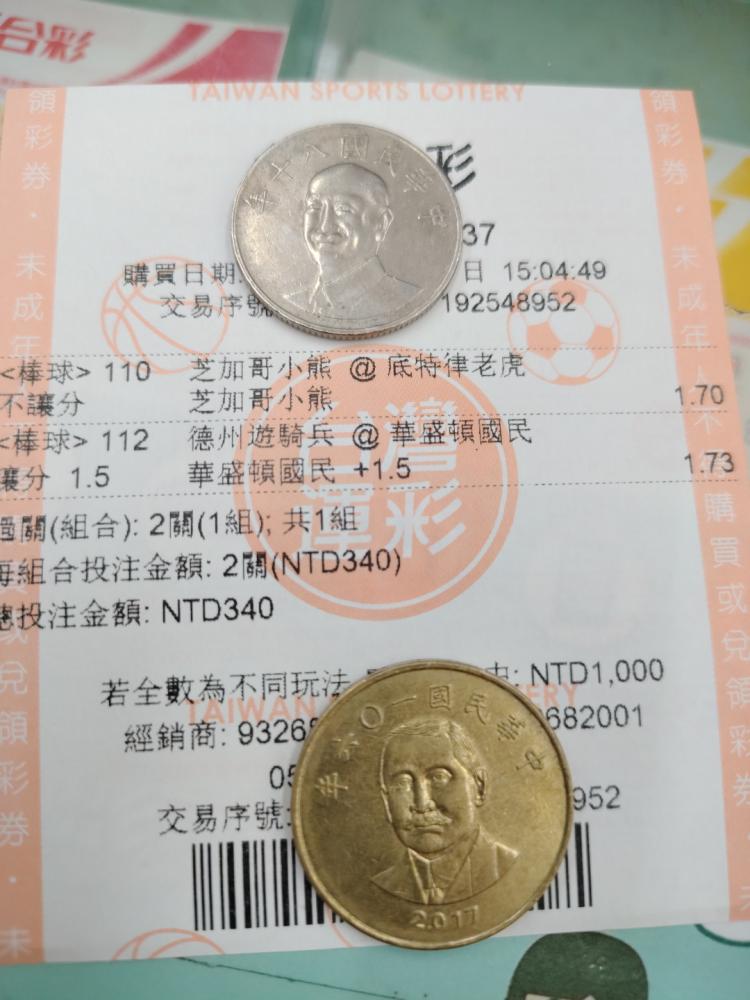 合彩
TAIWAN SPORTS LOTTERY
領彩券・未成年人不
購買或兌領彩券・未
中華民國八十年
彩
37
購買日期: 日 15:04:49
交易序號 192548952
<棒球> 110 芝加哥小熊 @ 底特律老虎
不讓分 芝加哥小熊 1.70
<棒球> 112 德州遊騎兵 @ 華盛頓國民
讓分 1.5 華盛頓國民 +1.5 1.73
台灣
運彩
過關(組合): 2關(1組); 共1組
每組合投注金額: 2關(NTD340)
總投注金額: NTD340
若全數為不同玩法 中: NTD1,000
TAIWAN LOTTERY
經銷商: 9326 682001
05
交易序號: 952
中華民國一〇六年
2017